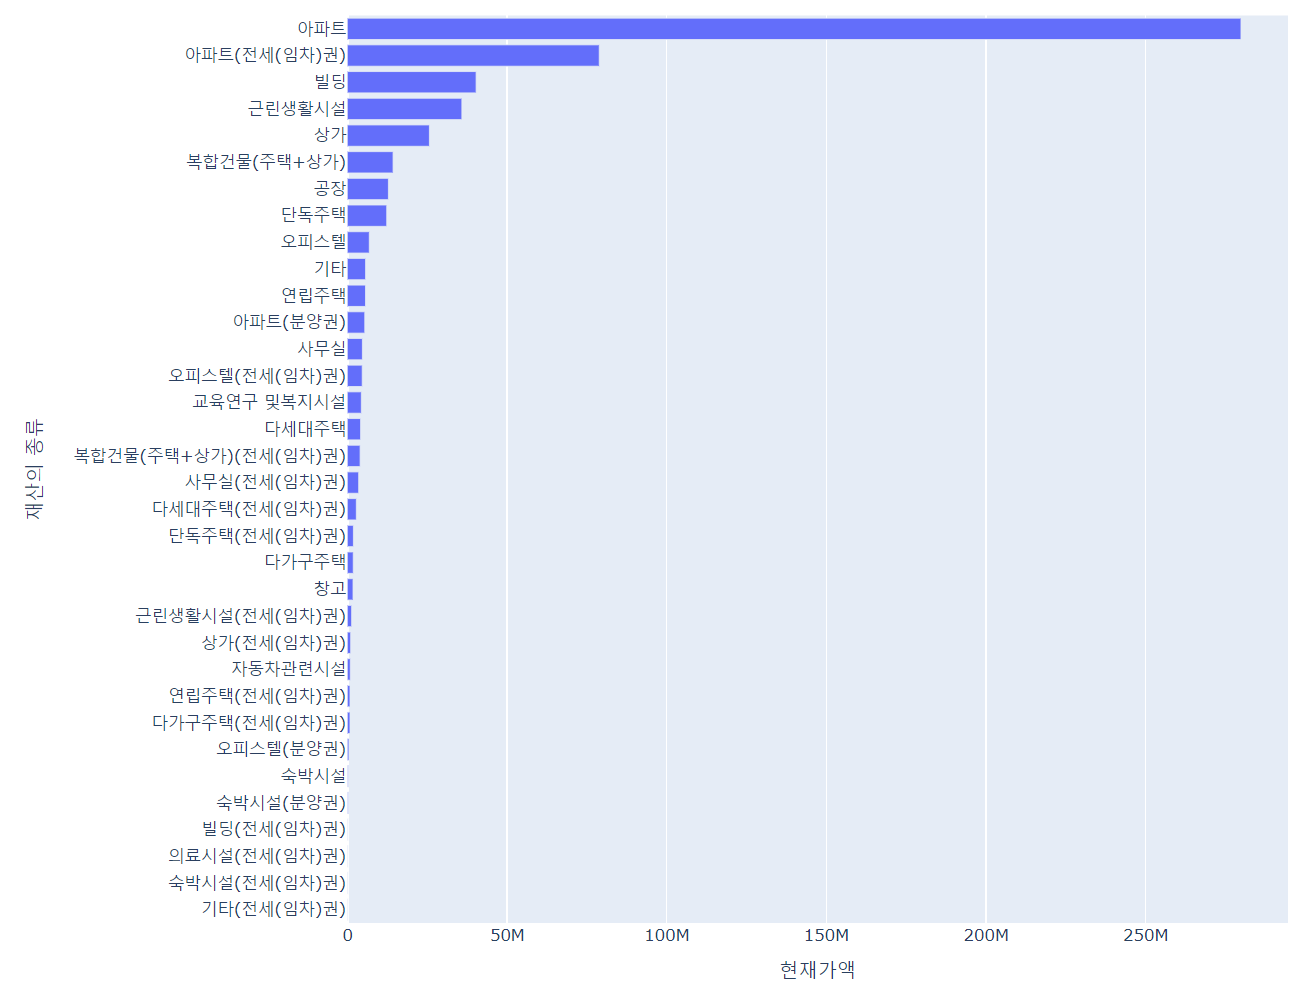 아파트
아파트(전세(임차)권)
빌딩
근린생활시설
상가
복합건물(주택+상가)
공장
단독주택
오피스텔
기타
연립주택
아파트(분양권)
사무실
오피스텔(전세(임차)권)
교육연구 및복지시설
다세대주택
복합건물(주택+상가)(전세(임차)권)
사무실(전세(임차)권)
다세대주택(전세(임차)권)
단독주택(전세(임차)권)
다가구주택
창고
근린생활시설(전세(임차)권)
상가(전세(임차)권)
자동차관련시설
연립주택(전세(임차)권)
다가구주택(전세(임차)권)
오피스텔(분양권)
숙박시설
숙박시설(분양권)
빌딩(전세(임차)권)
의료시설(전세(임차)권)
숙박시설(전세(임차)권)
기타(전세(임차)권)
재산의 종류
0 50M 100M 150M 200M 250M
현재가액